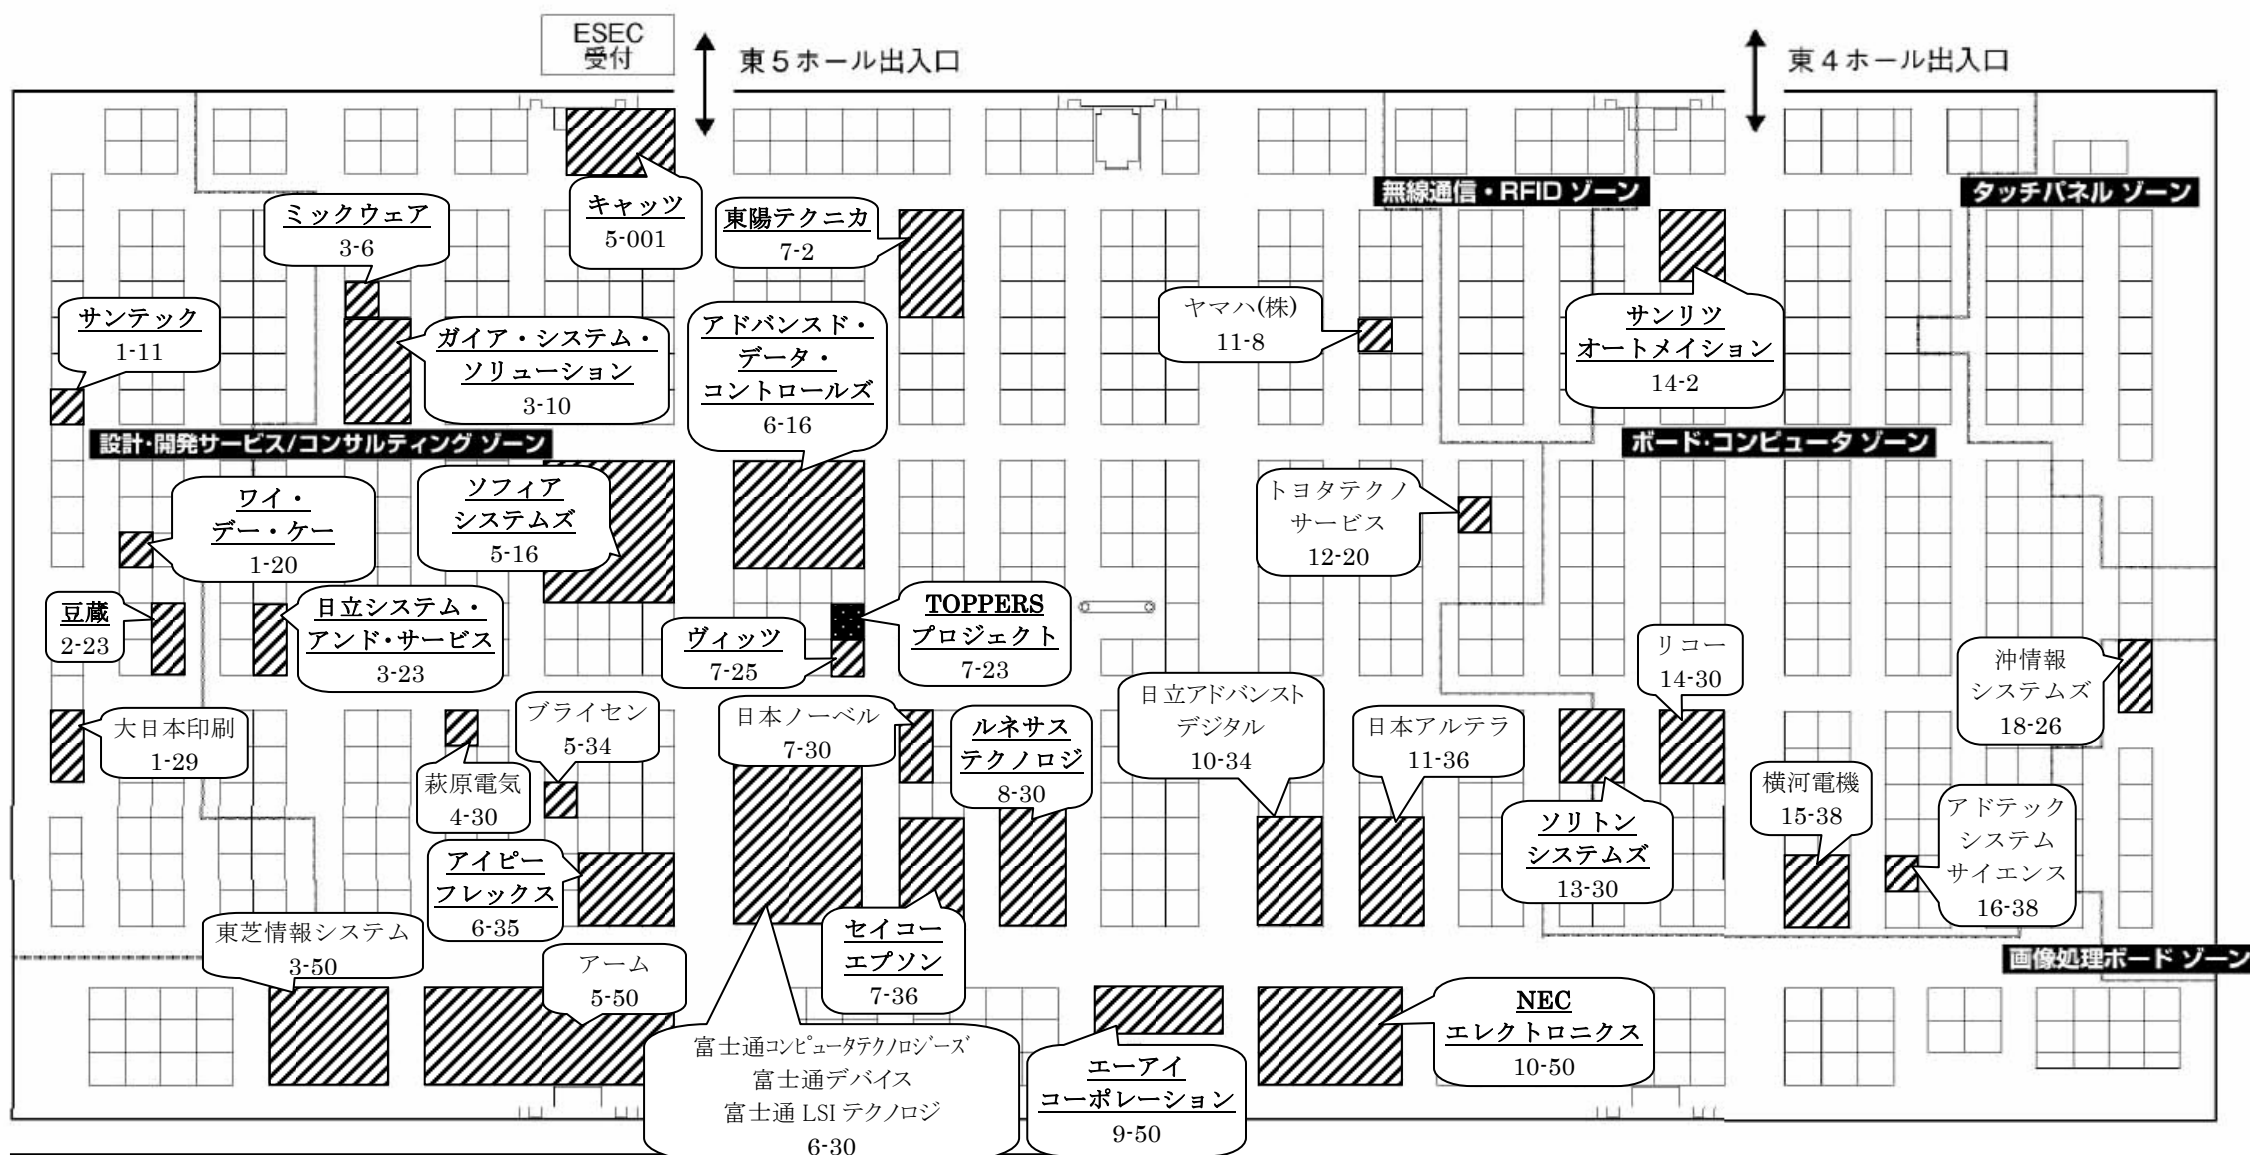 ESEC
受付
東5ホール出入口
東4ホール出入口
無線通信・RFID ゾーン
タッチパネル ゾーン
ミックウェア
3-6
キャッツ
5-001
東陽テクニカ
7-2
サンテック
1-11
ガイア・システム・
ソリューション
3-10
アドバンスド・
データ・
コントロールズ
6-16
ヤマハ(株)
11-8
サンリツ
オートメイション
14-2
設計・開発サービス/コンサルティング ゾーン
ボード・コンピュータ ゾーン
ワイ・
デー・ケー
1-20
ソフィア
システムズ
5-16
トヨタテクノ
サービス
12-20
豆蔵
2-23
日立システム・
アンド・サービス
3-23
ヴィッツ
7-25
TOPPERS
プロジェクト
7-23
リコー
14-30
沖情報
システムズ
18-26
大日本印刷
1-29
萩原電気
4-30
ブライセン
5-34
日本ノーベル
7-30
ルネサス
テクノロジ
8-30
日立アドバンスト
デジタル
10-34
日本アルテラ
11-36
ソリトン
システムズ
13-30
横河電機
15-38
アドテック
システム
サイエンス
16-38
アイピー
フレックス
6-35
東芝情報システム
3-50
アーム
5-50
セイコー
エプソン
7-36
画像処理ボード ゾーン
富士通コンピュータテクノロジーズ
富士通デバイス
富士通 LSI テクノロジ
6-30
エーアイ
コーポレーション
9-50
NEC
エレクトロニクス
10-50